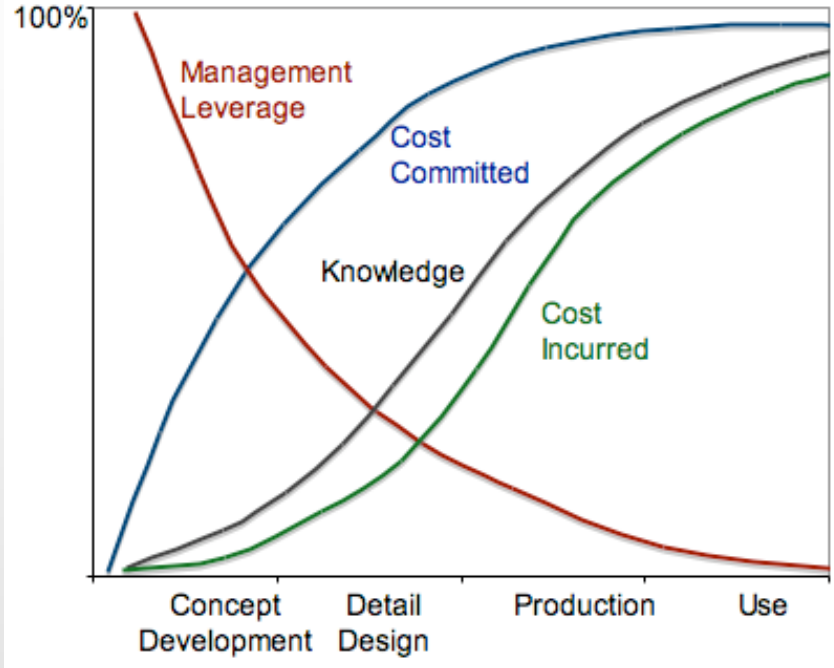 100%
Management
Leverage
Cost
Committed
Knowledge
Cost
Incurred
Concept
Development
Detail
Design
Production
Use